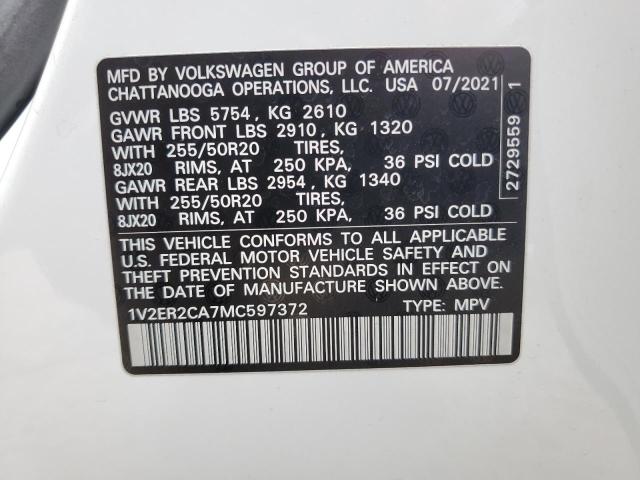 MFD BY VOLKSWAGEN GROUP OF AMERICA
CHATTANOOGA OPERATIONS, LLC. USA 07/2021
GVWR LBS 5754, KG 2610
GAWR FRONT LBS 2910, KG 1320
WITH 255/50R20 TIRES,
8JX20 RIMS, AT 250 KPA, 36 PSI COLD
GAWR REAR LBS 2954, KG 1340
WITH 255/50R20 TIRES,
8JX20 RIMS, AT 250 KPA, 36 PSI COLD
THIS VEHICLE CONFORMS TO ALL APPLICABLE
U.S. FEDERAL MOTOR VEHICLE SAFETY AND
THEFT PREVENTION STANDARDS IN EFFECT ON
THE DATE OF MANUFACTURE SHOWN ABOVE
1V2ER2CA7MC597372 TYPE: MPV
2729559 1